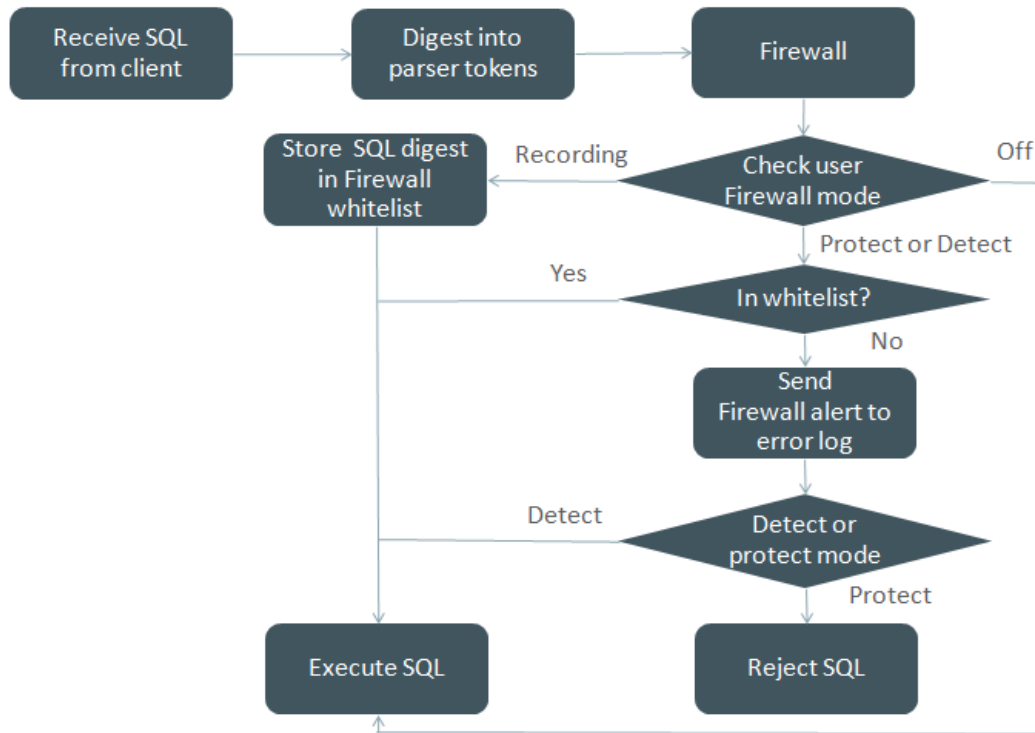 Receive SQL
from client
Digest into
parser tokens
Firewall
Store SQL digest
in Firewall
whitelist
Recording
Check user
Firewall mode
Off
Protect or Detect
Yes
In whitelist?
No
Send
Firewall alert to
error log
Detect
Detect or
protect mode
Protect
Execute SQL
Reject SQL